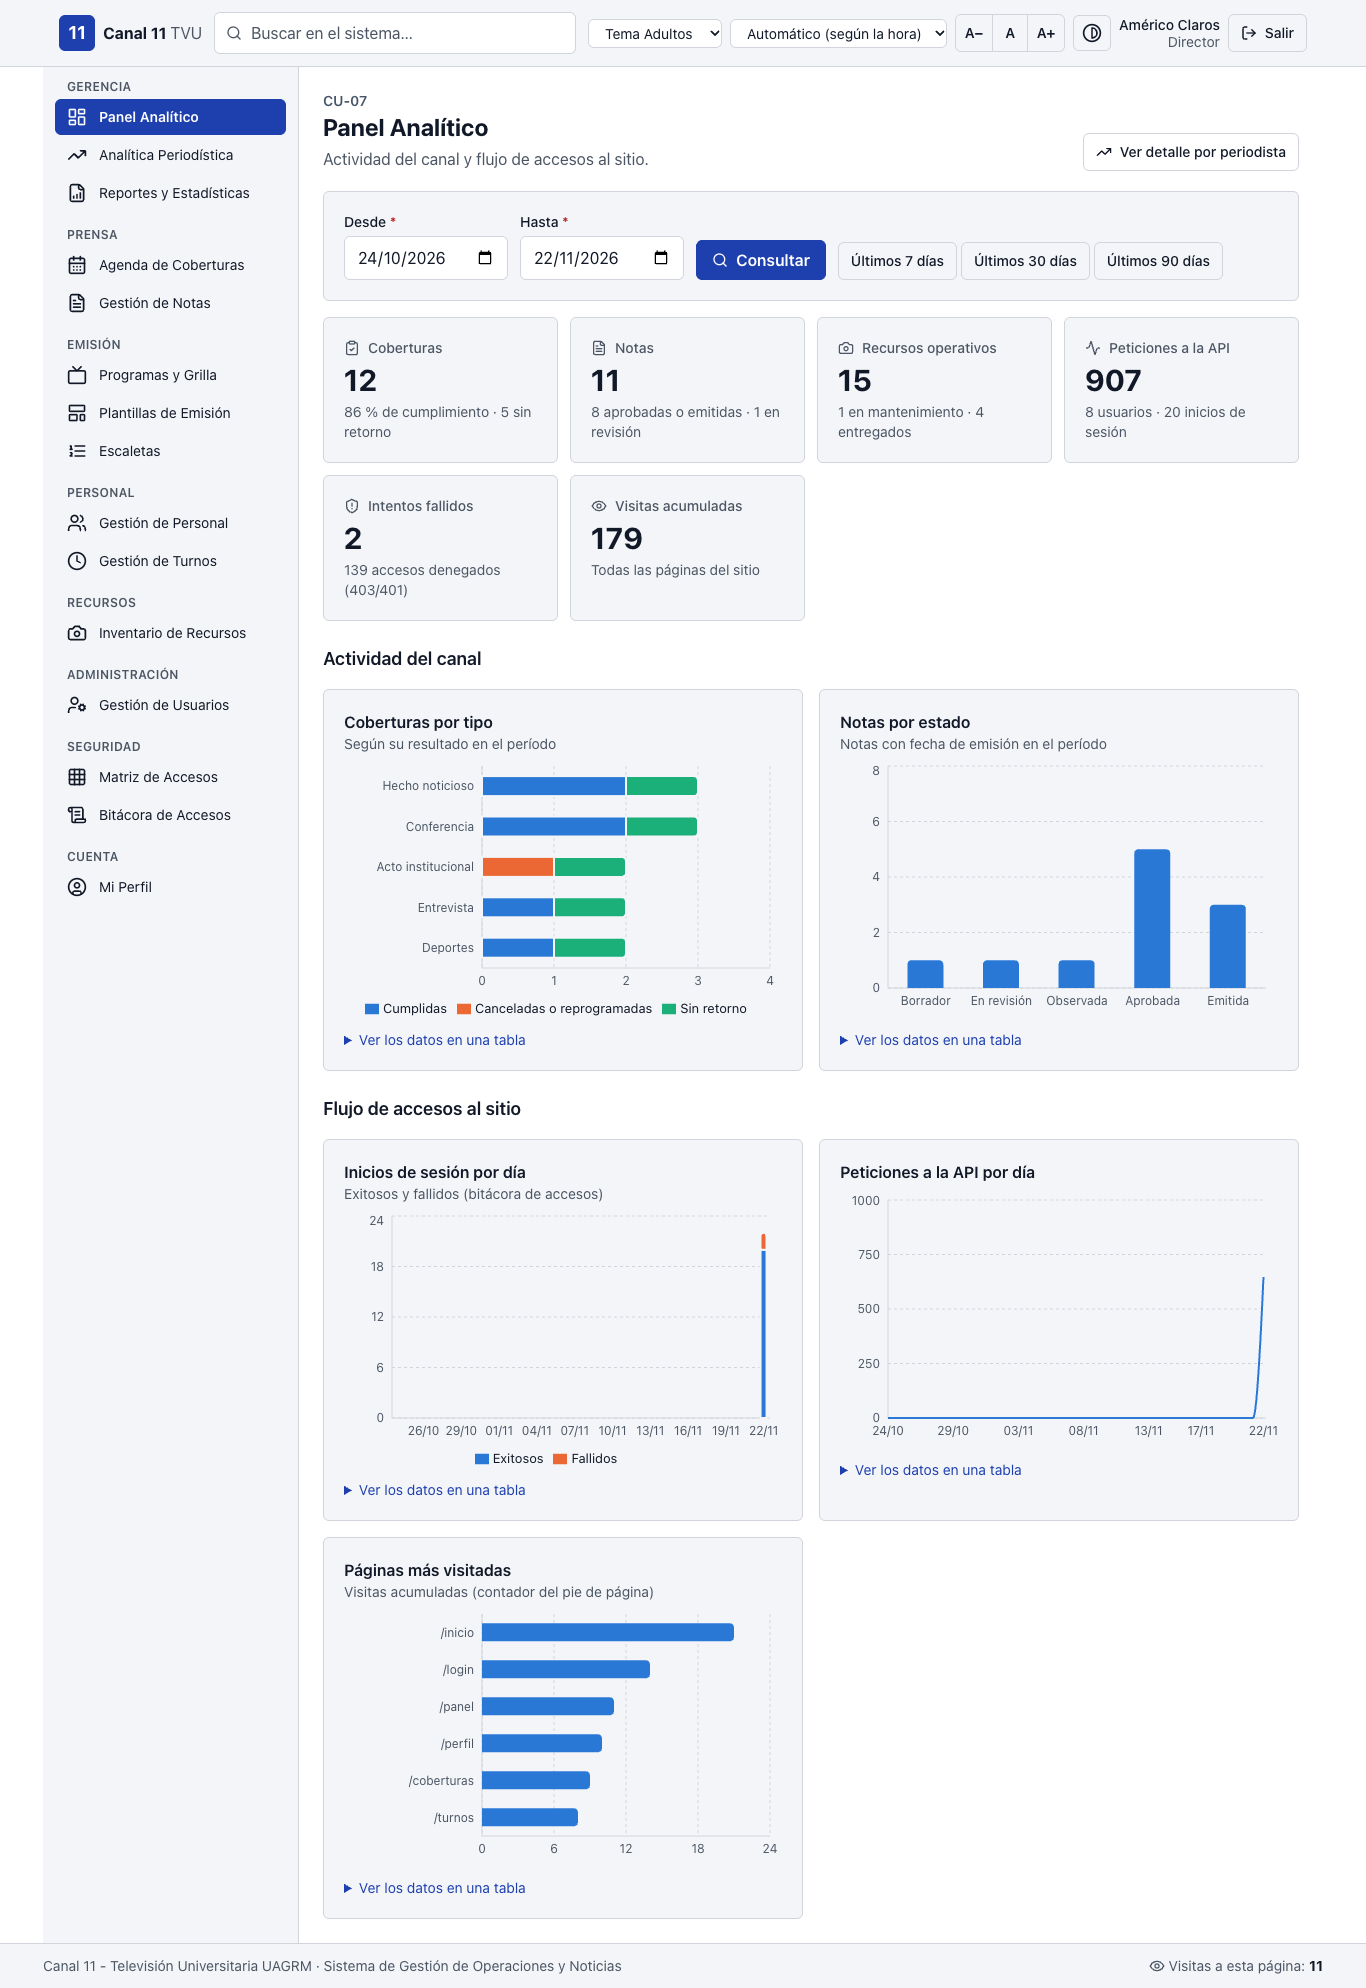 11 Canal 11 TVU
Buscar en el sistema...
Tema Adultos
Automático (según la hora)
A− A A+
Américo Claros
Director
Salir
GERENCIA
Panel Analítico
Analítica Periodística
Reportes y Estadísticas
PRENSA
Agenda de Coberturas
Gestión de Notas
EMISIÓN
Programas y Grilla
Plantillas de Emisión
Escaletas
PERSONAL
Gestión de Personal
Gestión de Turnos
RECURSOS
Inventario de Recursos
ADMINISTRACIÓN
Gestión de Usuarios
SEGURIDAD
Matriz de Accesos
Bitácora de Accesos
CUENTA
Mi Perfil
CU-07
Panel Analítico
Actividad del canal y flujo de accesos al sitio.
Ver detalle por periodista
Desde *
24/10/2026
Hasta *
22/11/2026
Consultar
Últimos 7 días
Últimos 30 días
Últimos 90 días
Coberturas
12
86 % de cumplimiento · 5 sin
retorno
Notas
11
8 aprobadas o emitidas · 1 en
revisión
Recursos operativos
15
1 en mantenimiento · 4
entregados
Peticiones a la API
907
8 usuarios · 20 inicios de
sesión
Intentos fallidos
2
139 accesos denegados
(403/401)
Visitas acumuladas
179
Todas las páginas del sitio
Actividad del canal
Coberturas por tipo
Según su resultado en el período
Hecho noticioso
Conferencia
Acto institucional
Entrevista
Deportes
0 1 2 3 4
Cumplidas Canceladas o reprogramadas Sin retorno
Ver los datos en una tabla
Notas por estado
Notas con fecha de emisión en el período
8
6
4
2
0
Borrador En revisión Observada Aprobada Emitida
Ver los datos en una tabla
Flujo de accesos al sitio
Inicios de sesión por día
Exitosos y fallidos (bitácora de accesos)
24
18
12
6
0
26/10 29/10 01/11 04/11 07/11 10/11 13/11 16/11 19/11 22/11
Exitosos Fallidos
Ver los datos en una tabla
Peticiones a la API por día
1000
750
500
250
0
24/10 29/10 03/11 08/11 13/11 17/11 22/11
Ver los datos en una tabla
Páginas más visitadas
Visitas acumuladas (contador del pie de página)
/inicio
/login
/panel
/perfil
/coberturas
/turnos
0 6 12 18 24
Ver los datos en una tabla
Canal 11 - Televisión Universitaria UAGRM · Sistema de Gestión de Operaciones y Noticias
Visitas a esta página: 11